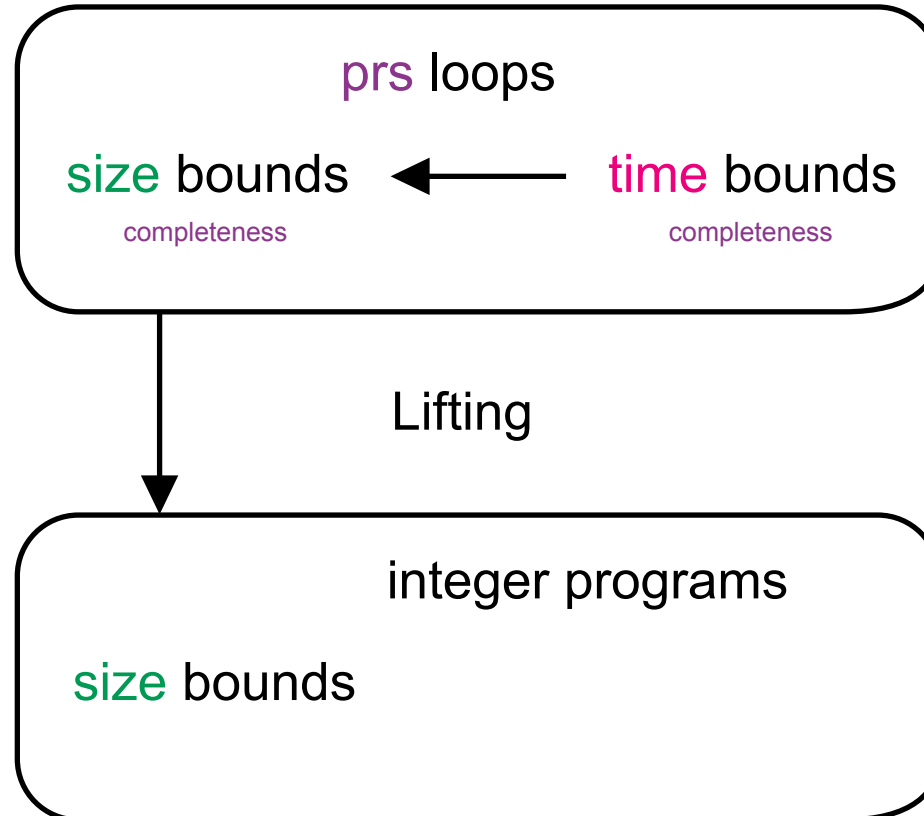 prs loops
size bounds time bounds
completeness completeness
Lifting
integer programs
size bounds